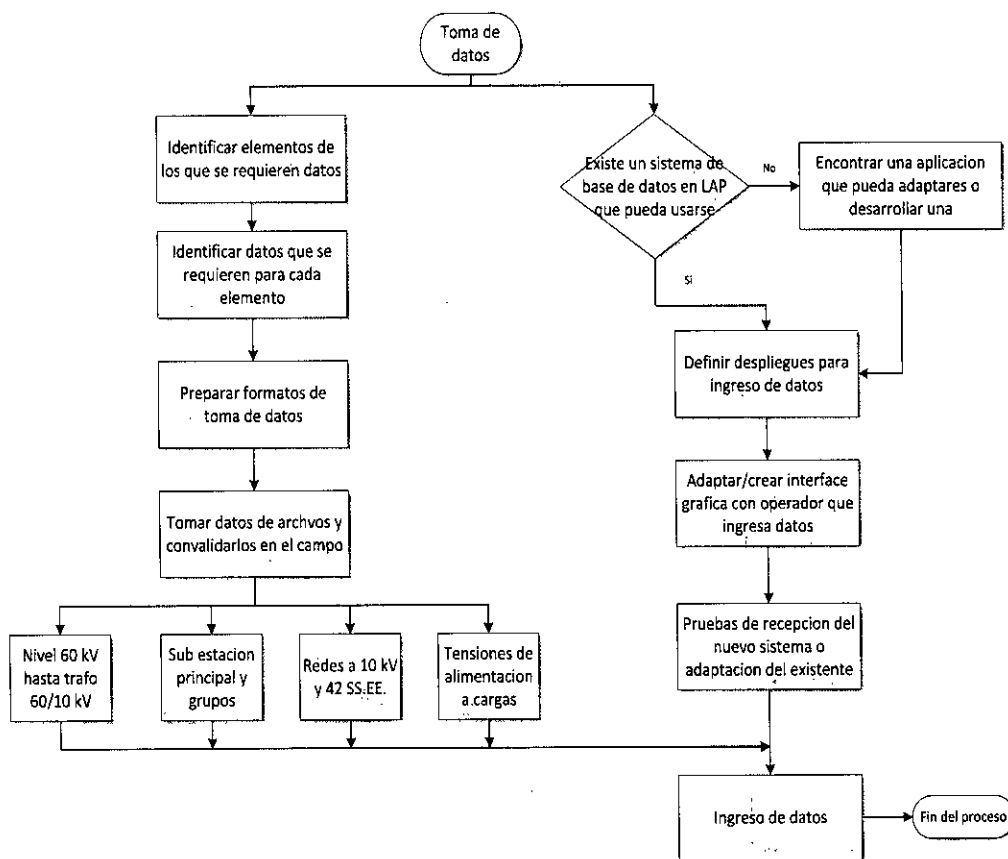 Toma de
datos
Identificar elementos de
los que se requieren datos
Identificar datos que se
requieren para cada
elemento
Preparar formatos de
toma de datos
Tomar datos de archvos y
convalidarlos en el campo
Nivel 60 kV
hasta trafo
60/10 kV
Sub estacion
principal y
grupos
Redes a 10 kV
y 42 SS.EE.
Tensiones de
alimentacion
a cargas
Existe un sistema de
base de datos en LAP
que pueda usarse
No
Encontrar una aplicacion
que pueda adaptares o
desarrollar una
si
Definir despliegues para
ingreso de datos
Adaptar/crear interface
grafica con operador que
ingresa datos
Pruebas de recepcion del
nuevo sistema o
adaptacion del existente
Ingreso de datos
Fin del proceso